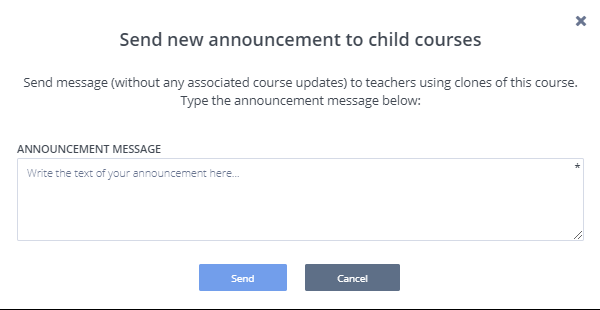 Send new announcement to child courses
Send message (without any associated course updates) to teachers using clones of this course.
Type the announcement message below:
ANNOUNCEMENT MESSAGE
Write the text of your announcement here...
*
Send
Cancel